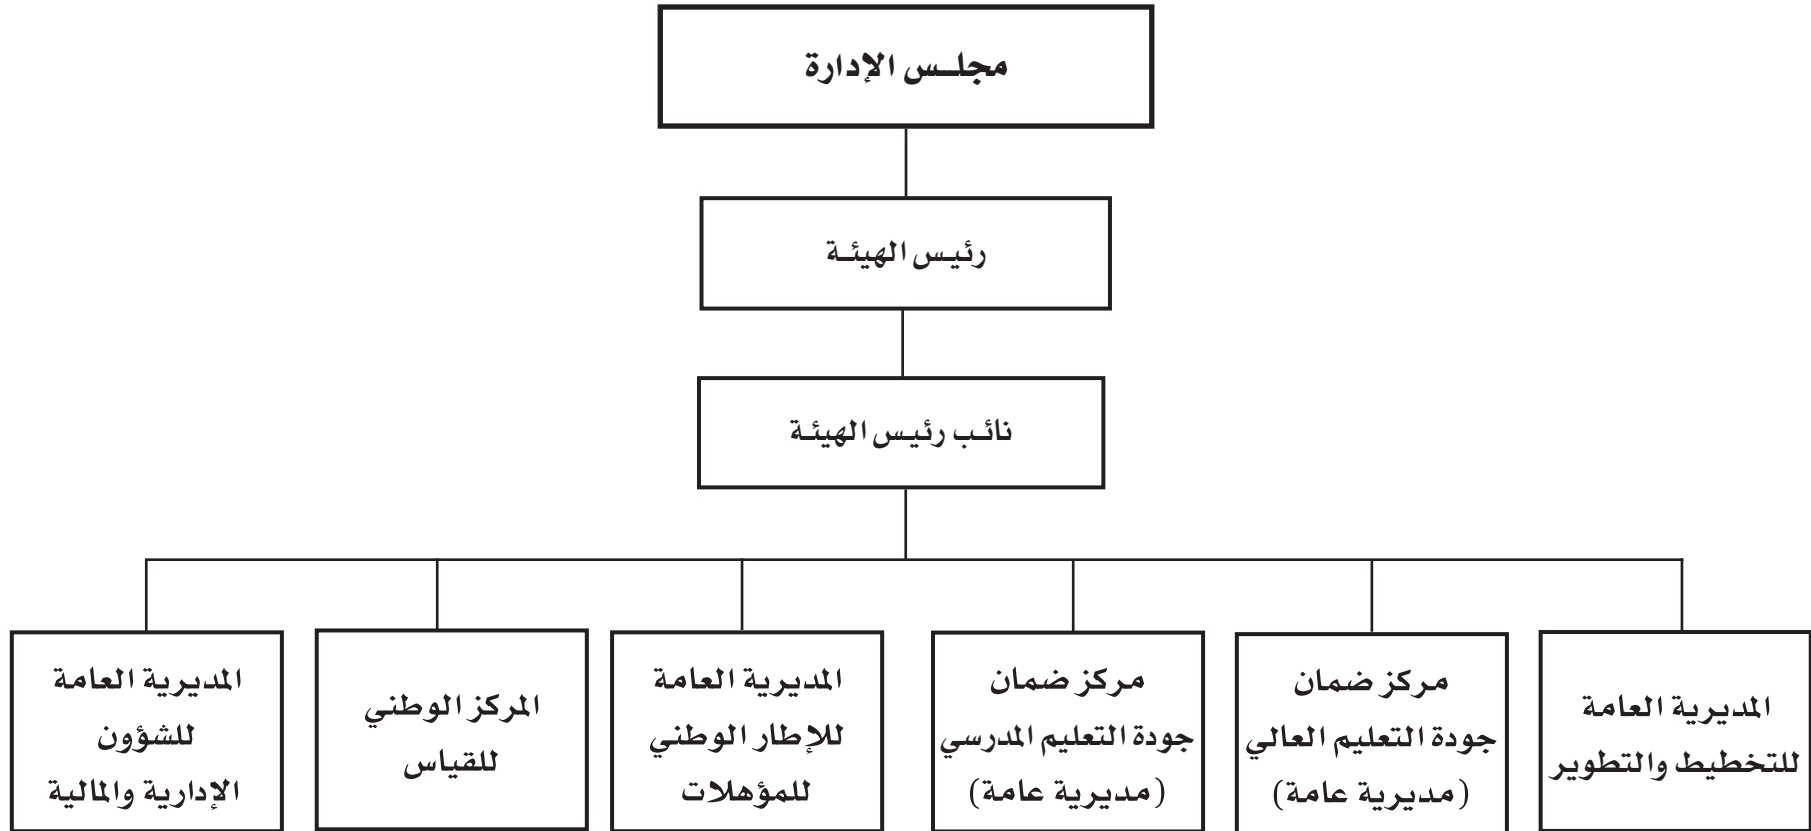 مجلس الإدارة
رئيس الهيئة
نائب رئيس الهيئة
المديرية العامة
للتخطيط والتطوير
مركز ضمان
جودة التعليم العالي
(مديرية عامة)
مركز ضمان
جودة التعليم المدرسي
(مديرية عامة)
المديرية العامة
للإطار الوطني
للمؤهلات
المركز الوطني
للقياس
المديرية العامة
للشؤون
الإدارية والمالية